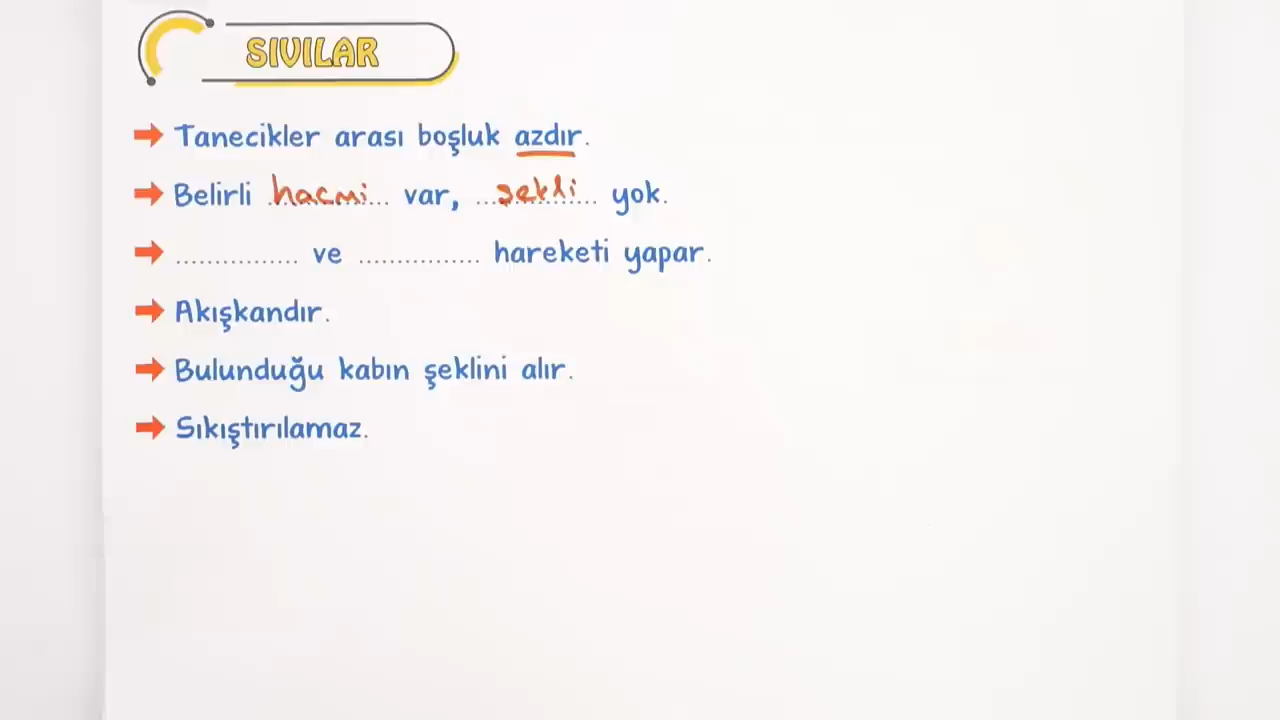 SIVILAR
Tanecikler arası boşluk azdır.
Belirli hacmi var, şekli yok.
................ ve ................ hareketi yapar.
Akışkandır.
Bulunduğu kabın şeklini alır.
Sıkıştırılamaz.